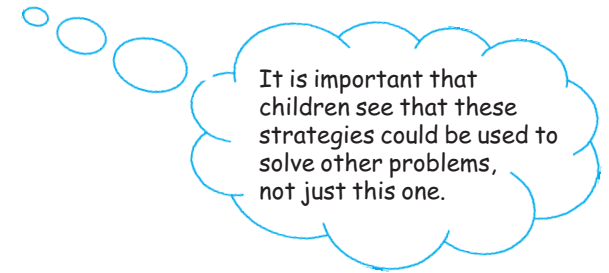 It is important that
children see that these
strategies could be used to
solve other problems,
not just this one.